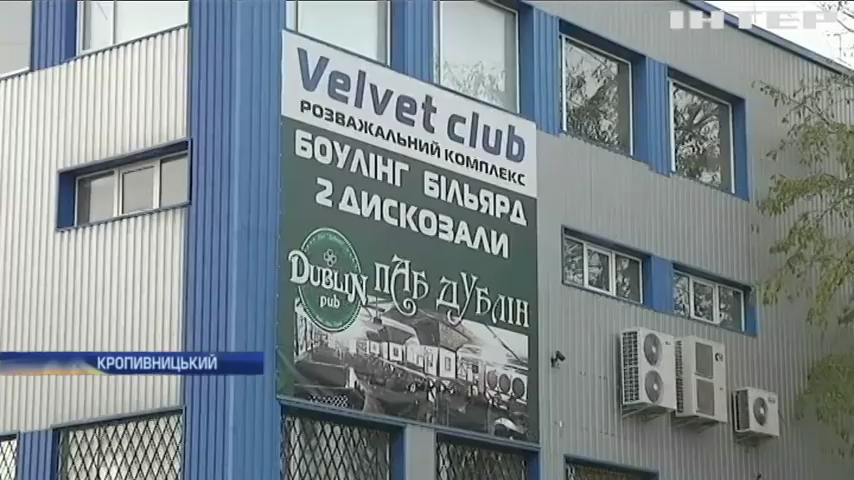 ІНТЕР
Velvet club
РОЗВАЖАЛЬНИЙ КОМПЛЕКС
БОУЛІНГ БІЛЬЯРД
2 ДИСКОЗАЛИ
DUBLIN
pub
ПАБ ДУБЛІН
КРОПИВНИЦЬКИЙ